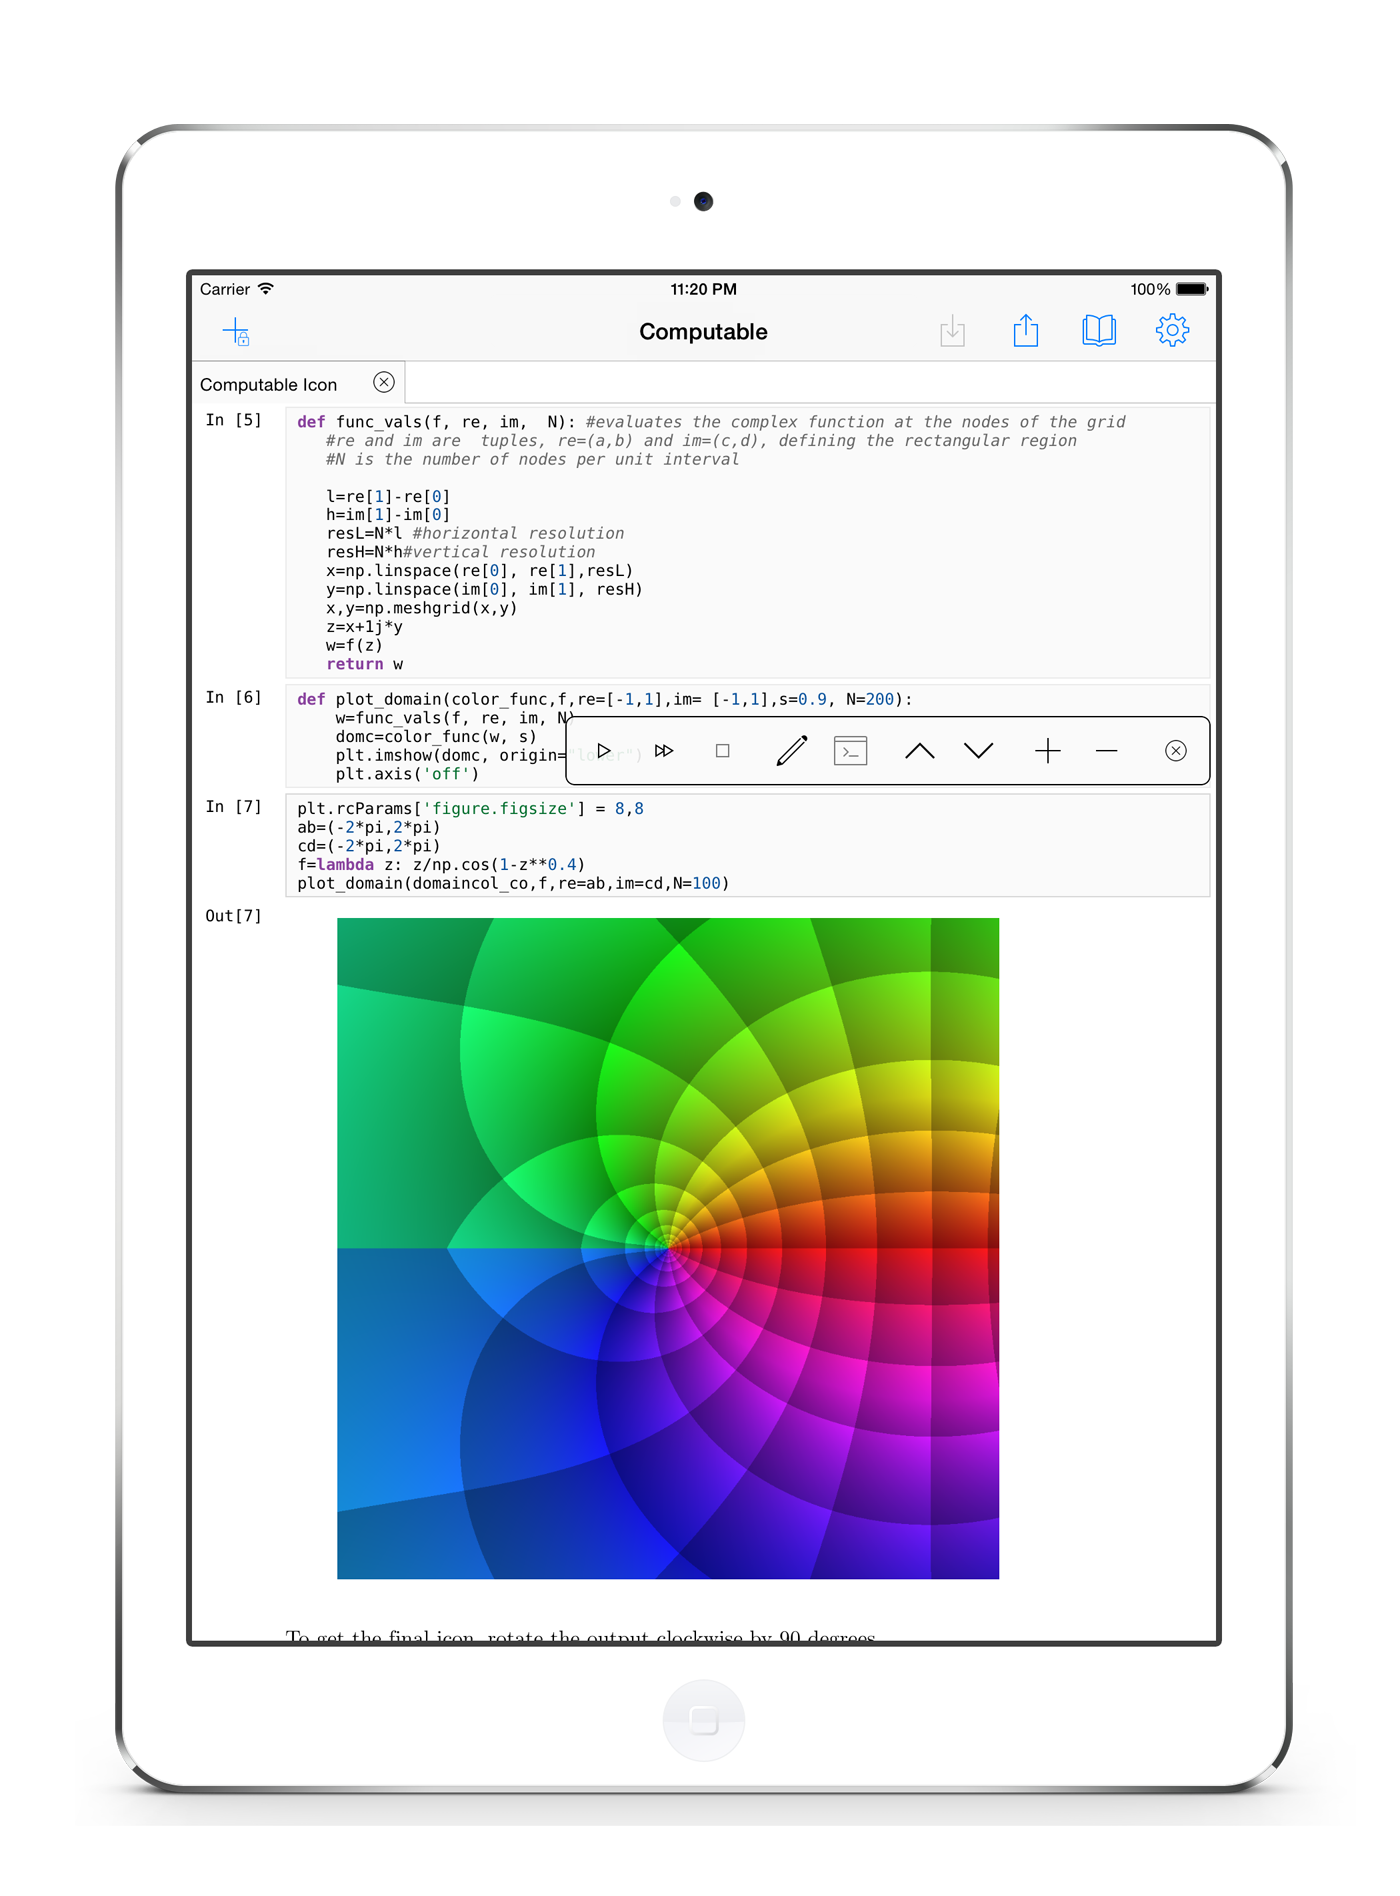 Carrier 11:20 PM 100%
Computable
Computable Icon
In [5]
def func_vals(f, re, im,  N): #evaluates the complex function at the nodes of the grid
   #re and im are  tuples, re=(a,b) and im=(c,d), defining the rectangular region
   #N is the number of nodes per unit interval
   l=re[1]-re[0]
   h=im[1]-im[0]
   resL=N*l #horizontal resolution
   resH=N*h#vertical resolution
   x=np.linspace(re[0], re[1],resL)
   y=np.linspace(im[0], im[1], resH)
   x,y=np.meshgrid(x,y)
   z=x+1j*y
   w=f(z)
   return w
In [6]
def plot_domain(color_func,f,re=[-1,1],im= [-1,1],s=0.9, N=200):
    w=func_vals(f, re, im, N)
    domc=color_func(w, s)
    plt.imshow(domc, origin="lower")
    plt.axis('off')
In [7]
plt.rcParams['figure.figsize'] = 8,8
ab=(-2*pi,2*pi)
cd=(-2*pi,2*pi)
f=lambda z: z/np.cos(1-z**0.4)
plot_domain(domaincol_co,f,re=ab,im=cd,N=100)
Out[7]
To get the final icon, rotate the output clockwise by 90 degrees